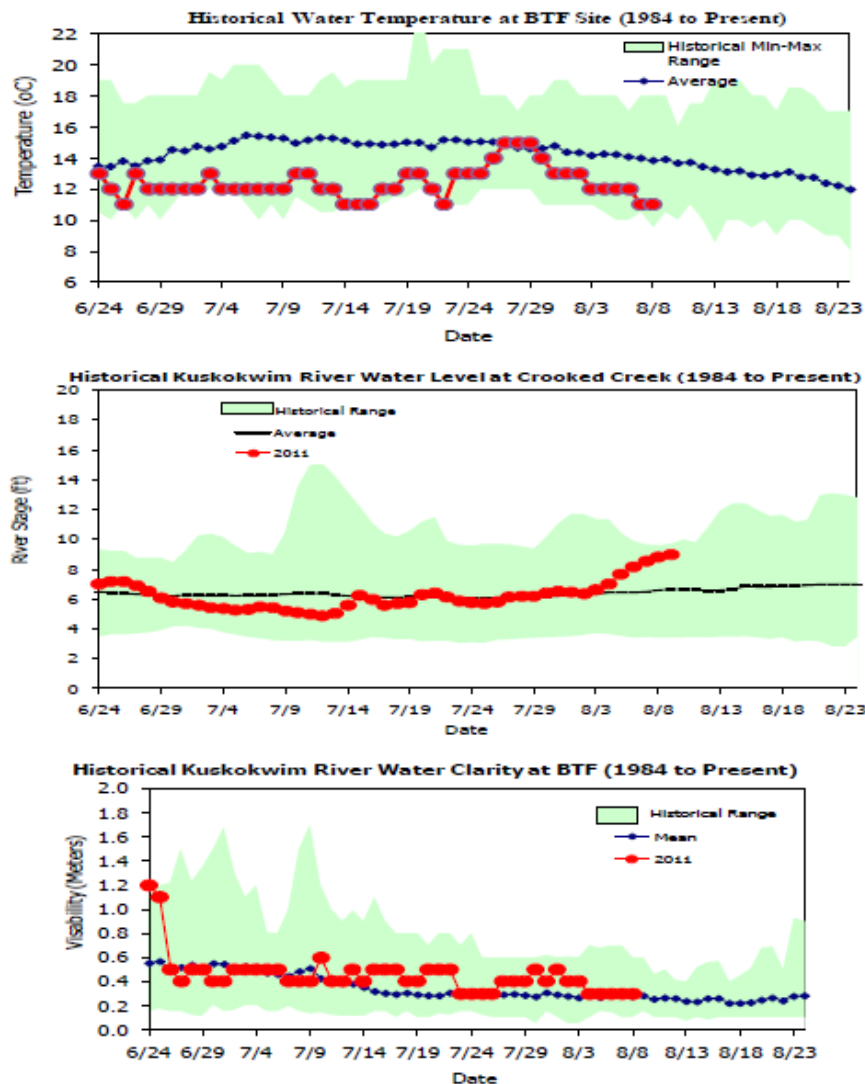 Historical Water Temperature at BTF Site (1984 to Present)
22
20
18
16
14
12
10
8
6
Temperature (oC)
Historical Min-Max
Range
Average
6/24 6/29 7/4 7/9 7/14 7/19 7/24 7/29 8/3 8/8 8/13 8/18 8/23
Date
Historical Kuskokwim River Water Level at Crooked Creek (1984 to Present)
20
18
16
14
12
10
8
6
4
2
0
River Stage (ft)
Historical Range
Average
2011
6/24 6/29 7/4 7/9 7/14 7/19 7/24 7/29 8/3 8/8 8/13 8/18 8/23
Date
Historical Kuskokwim River Water Clarity at BTF (1984 to Present)
2.0
1.8
1.6
1.4
1.2
1.0
0.8
0.6
0.4
0.2
0.0
Visability (Meters)
Historical Range
Mean
2011
6/24 6/29 7/4 7/9 7/14 7/19 7/24 7/29 8/3 8/8 8/13 8/18 8/23
Date